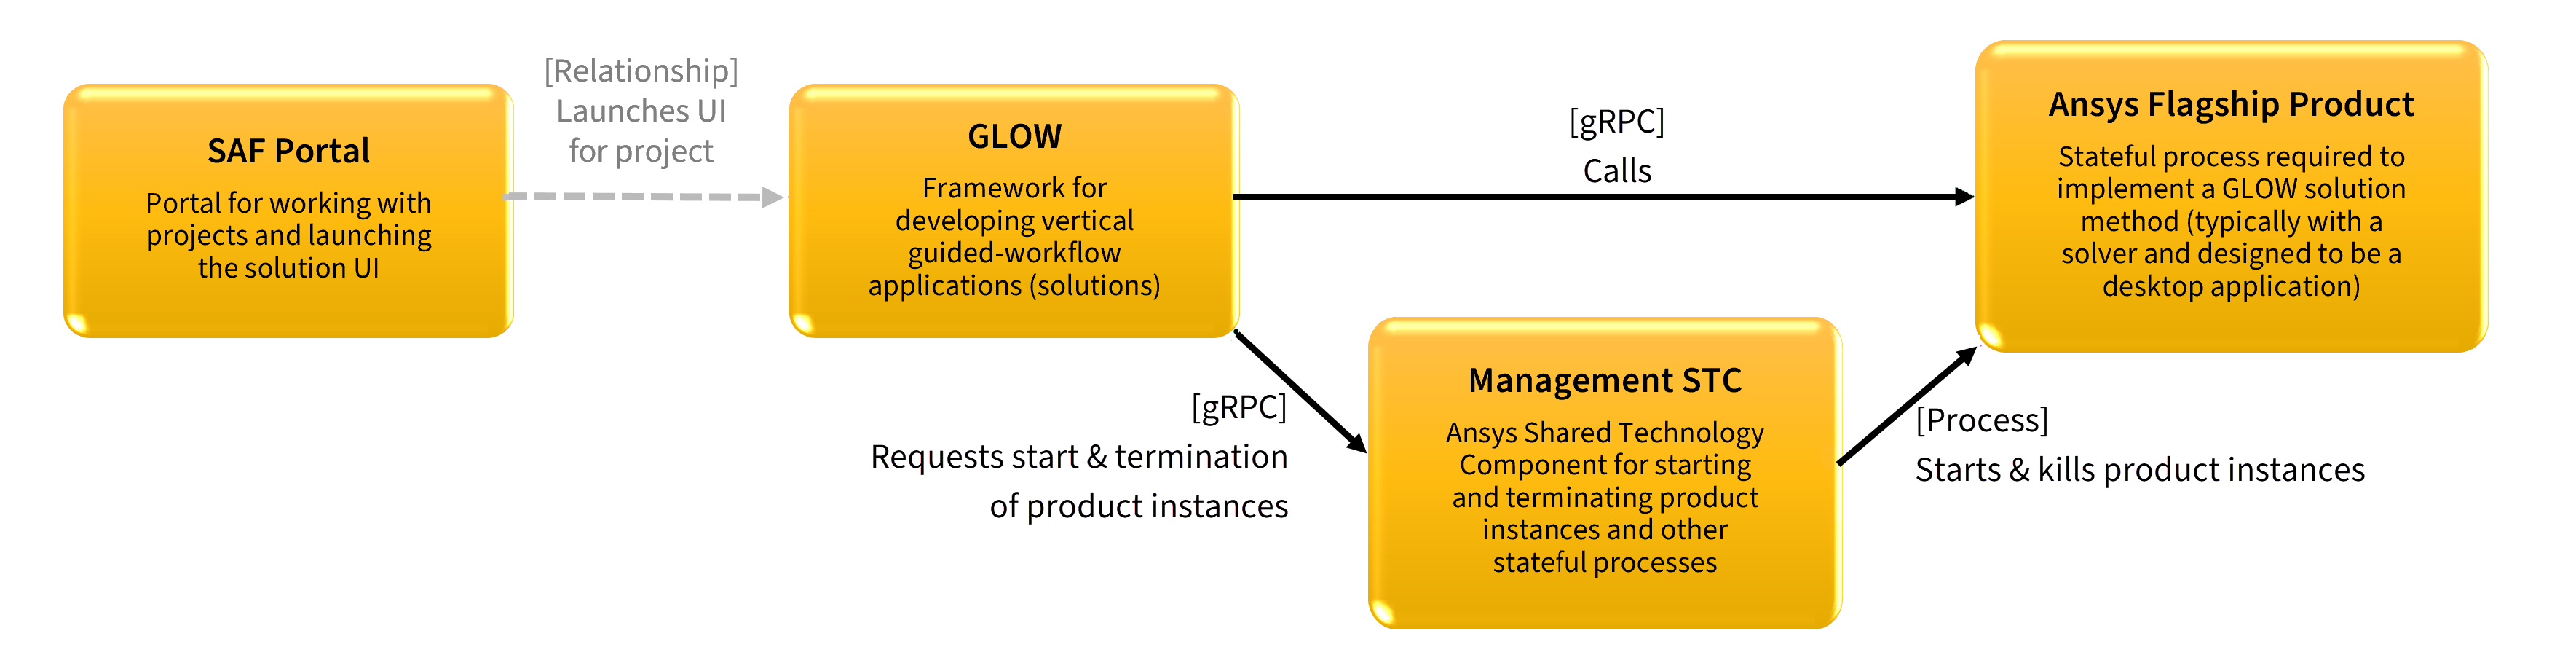 SAF Portal
Portal for working with
projects and launching
the solution UI
[Relationship]
Launches UI
for project
GLOW
Framework for
developing vertical
guided-workflow
applications (solutions)
[gRPC]
Calls
Ansys Flagship Product
Stateful process required to
implement a GLOW solution
method (typically with a
solver and designed to be a
desktop application)
[gRPC]
Requests start & termination
of product instances
Management STC
Ansys Shared Technology
Component for starting
and terminating product
instances and other
stateful processes
[Process]
Starts & kills product instances